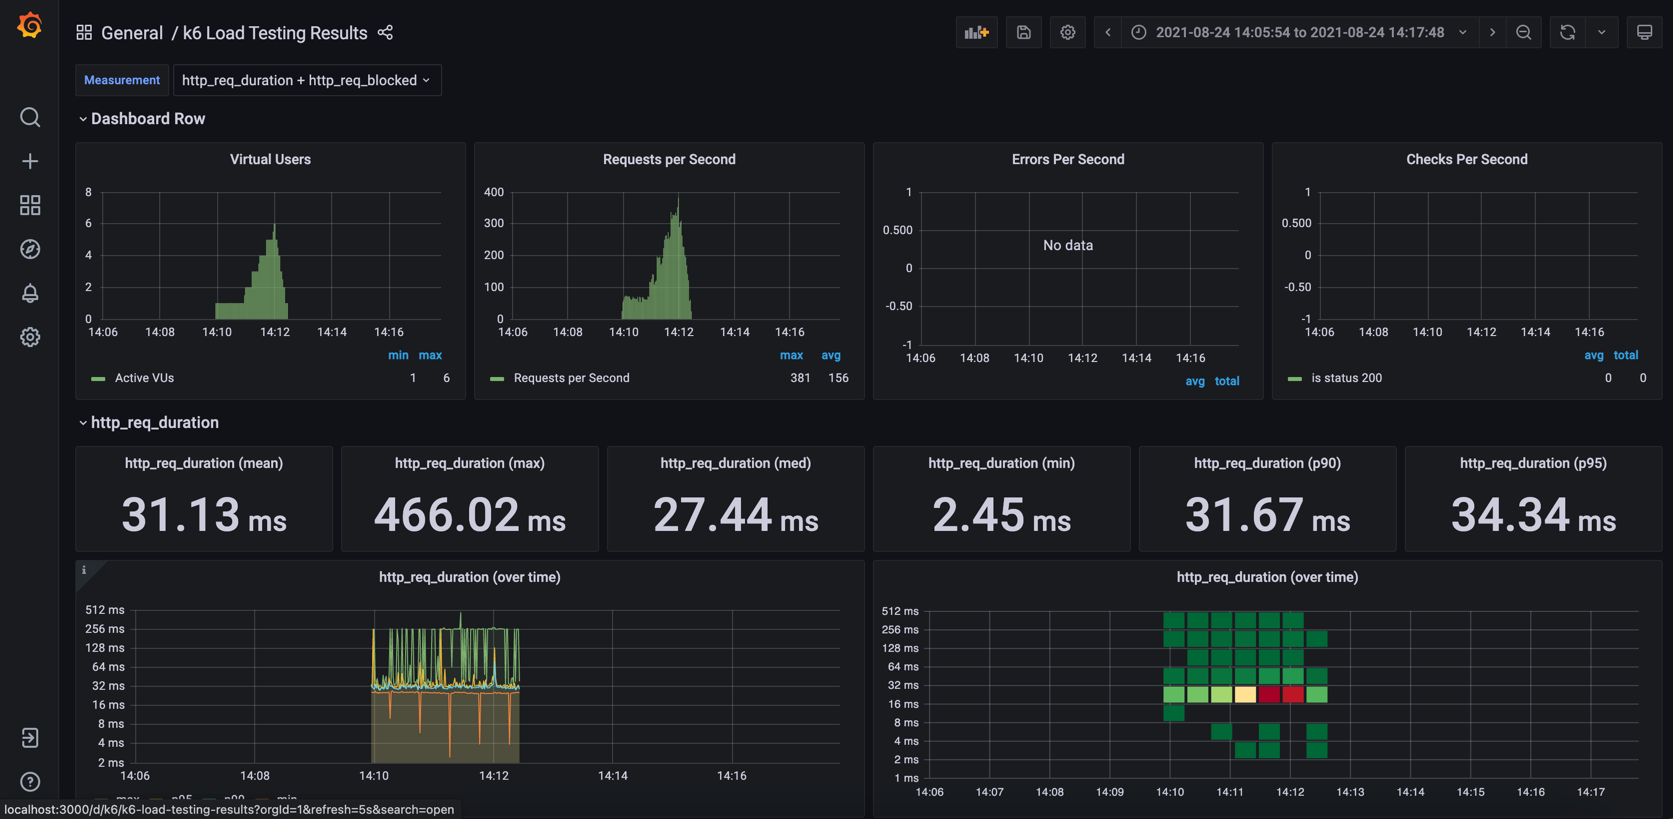 General / k6 Load Testing Results
2021-08-24 14:05:54 to 2021-08-24 14:17:48
Measurement http_req_duration + http_req_blocked
Dashboard Row
Virtual Users
8
6
4
2
0
14:06 14:08 14:10 14:12 14:14 14:16
min max
Active VUs 1 6
Requests per Second
400
300
200
100
0
14:06 14:08 14:10 14:12 14:14 14:16
max avg
Requests per Second 381 156
Errors Per Second
1
0.500
0
-0.50
-1
No data
14:06 14:08 14:10 14:12 14:14 14:16
avg total
Checks Per Second
1
0.500
0
-0.50
-1
14:06 14:08 14:10 14:12 14:14 14:16
avg total
is status 200 0 0
http_req_duration
http_req_duration (mean)
31.13 ms
http_req_duration (max)
466.02 ms
http_req_duration (med)
27.44 ms
http_req_duration (min)
2.45 ms
http_req_duration (p90)
31.67 ms
http_req_duration (p95)
34.34 ms
http_req_duration (over time)
512 ms
256 ms
128 ms
64 ms
32 ms
16 ms
8 ms
4 ms
2 ms
14:06 14:08 14:10 14:12 14:14 14:16
http_req_duration (over time)
512 ms
256 ms
128 ms
64 ms
32 ms
16 ms
8 ms
4 ms
2 ms
1 ms
14:06 14:07 14:08 14:09 14:10 14:11 14:12 14:13 14:14 14:15 14:16 14:17
localhost:3000/d/k6/k6-load-testing-results?orgId=1&refresh=5s&search=open